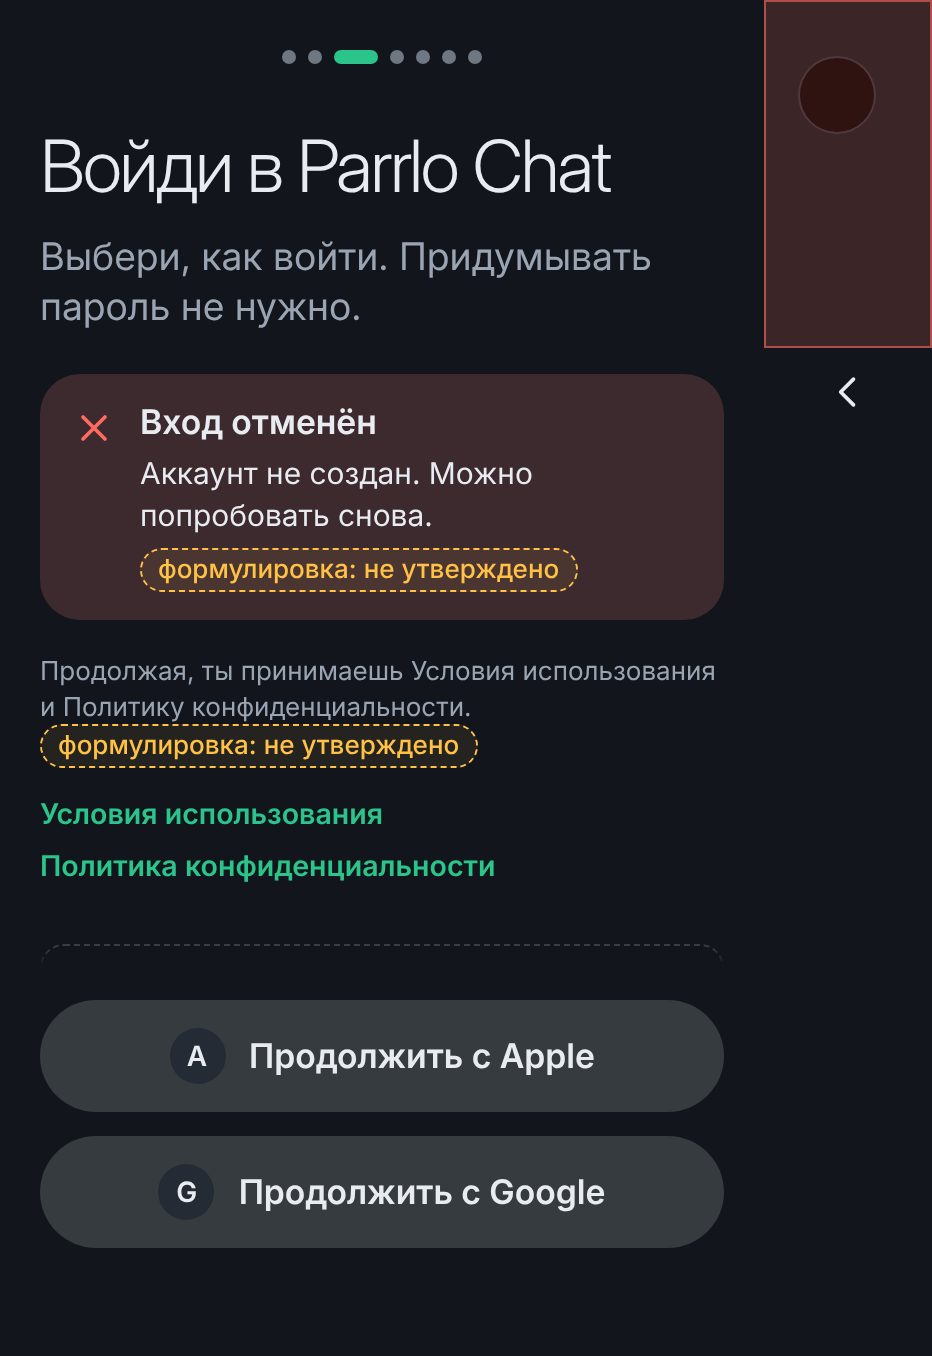 Войди в Parrlo Chat
Выбери, как войти. Придумывать
пароль не нужно.
Вход отменён
Аккаунт не создан. Можно
попробовать снова.
формулировка: не утверждено
Продолжая, ты принимаешь Условия использования
и Политику конфиденциальности.
формулировка: не утверждено
Условия использования
Политика конфиденциальности
A Продолжить с Apple
G Продолжить с Google